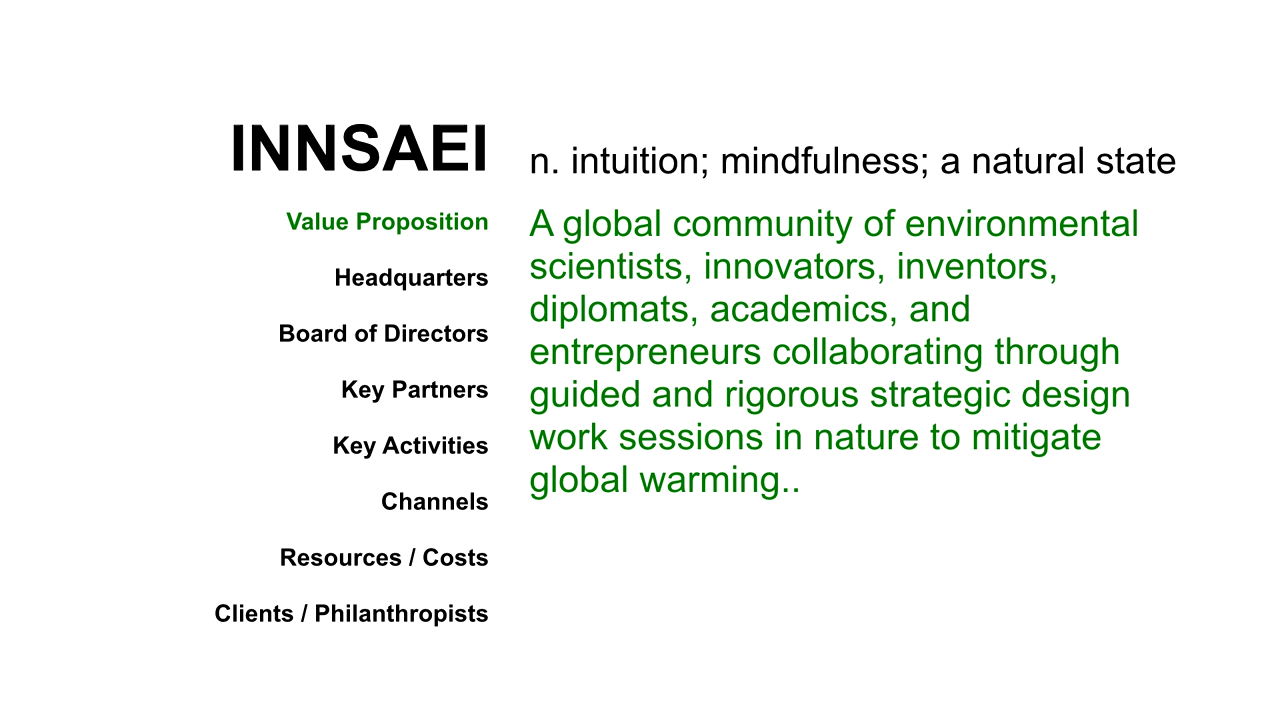 INNSAEI
n. intuition; mindfulness; a natural state
Value Proposition
Headquarters
Board of Directors
Key Partners
Key Activities
Channels
Resources / Costs
Clients / Philanthropists
A global community of environmental
scientists, innovators, inventors,
diplomats, academics, and
entrepreneurs collaborating through
guided and rigorous strategic design
work sessions in nature to mitigate
global warming..